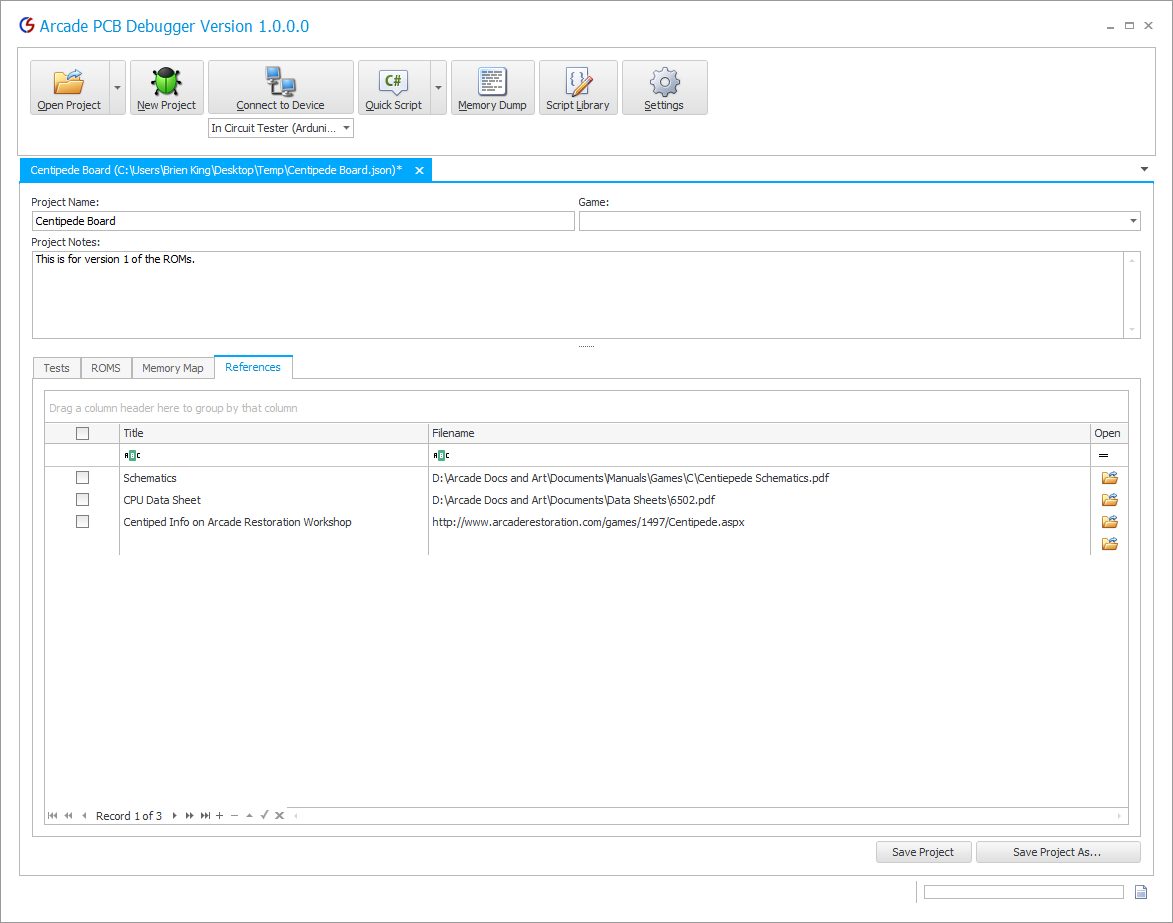 Arcade PCB Debugger Version 1.0.0.0
Open Project
New Project
Connect to Device
C#
Quick Script
Memory Dump
Script Library
Settings
In Circuit Tester (Arduni...
Centipede Board (C:\Users\Brien King\Desktop\Temp\Centipede Board.json)*
Project Name:
Game:
Centipede Board
Project Notes:
This is for version 1 of the ROMs.
Tests
ROMS
Memory Map
References
Drag a column header here to group by that column
Title
Filename
Open
ABC
ABC
=
Schematics
D:\Arcade Docs and Art\Documents\Manuals\Games\C\Centiepede Schematics.pdf
CPU Data Sheet
D:\Arcade Docs and Art\Documents\Data Sheets\6502.pdf
Centiped Info on Arcade Restoration Workshop
http://www.arcaderestoration.com/games/1497/Centipede.aspx
Record 1 of 3
Save Project
Save Project As...